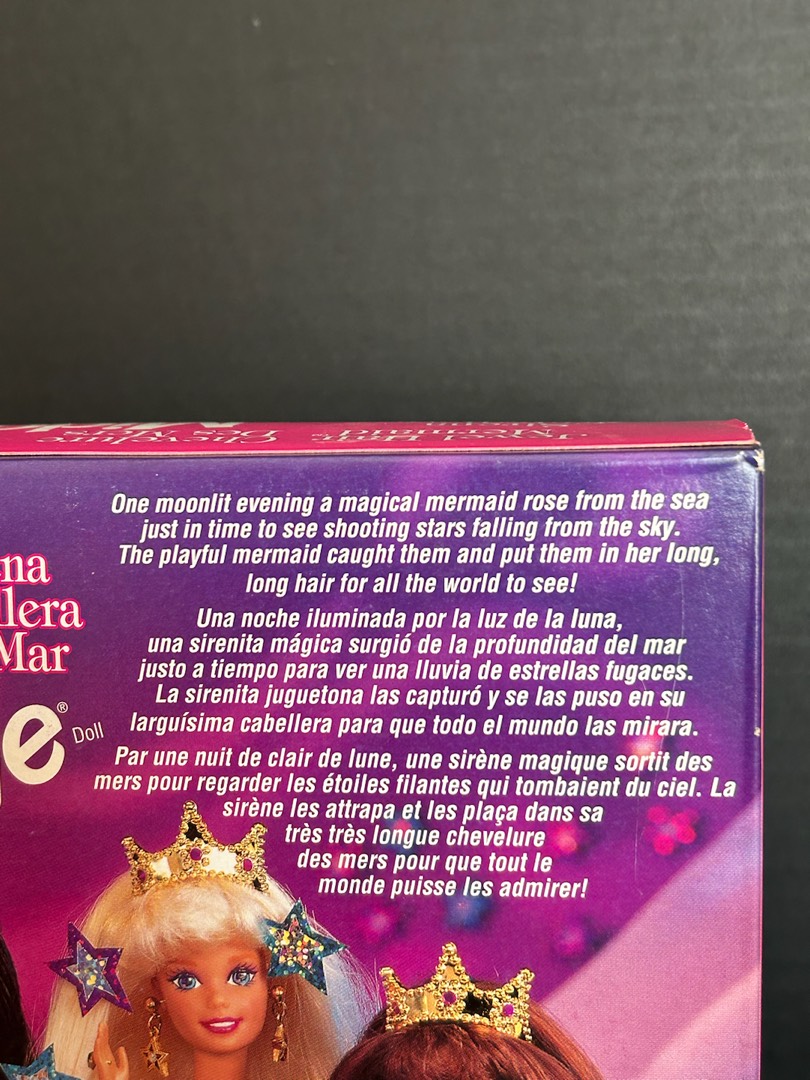 Chevelure
Des Mers
Jewel Hair
Mermaid
One moonlit evening a magical mermaid rose from the sea
just in time to see shooting stars falling from the sky.
The playful mermaid caught them and put them in her long,
long hair for all the world to see!
Una noche iluminada por la luz de la luna,
una sirenita mágica surgió de la profundidad del mar
justo a tiempo para ver una lluvia de estrellas fugaces.
La sirenita juguetona las capturó y se las puso en su
larguísima cabellera para que todo el mundo las mirara.
Par une nuit de clair de lune, une sirène magique sortit des
mers pour regarder les étoiles filantes qui tombaient du ciel. La
sirène les attrapa et les plaça dans sa
très très longue chevelure
des mers pour que tout le
monde puisse les admirer!
na
llera
Mar
e® Doll